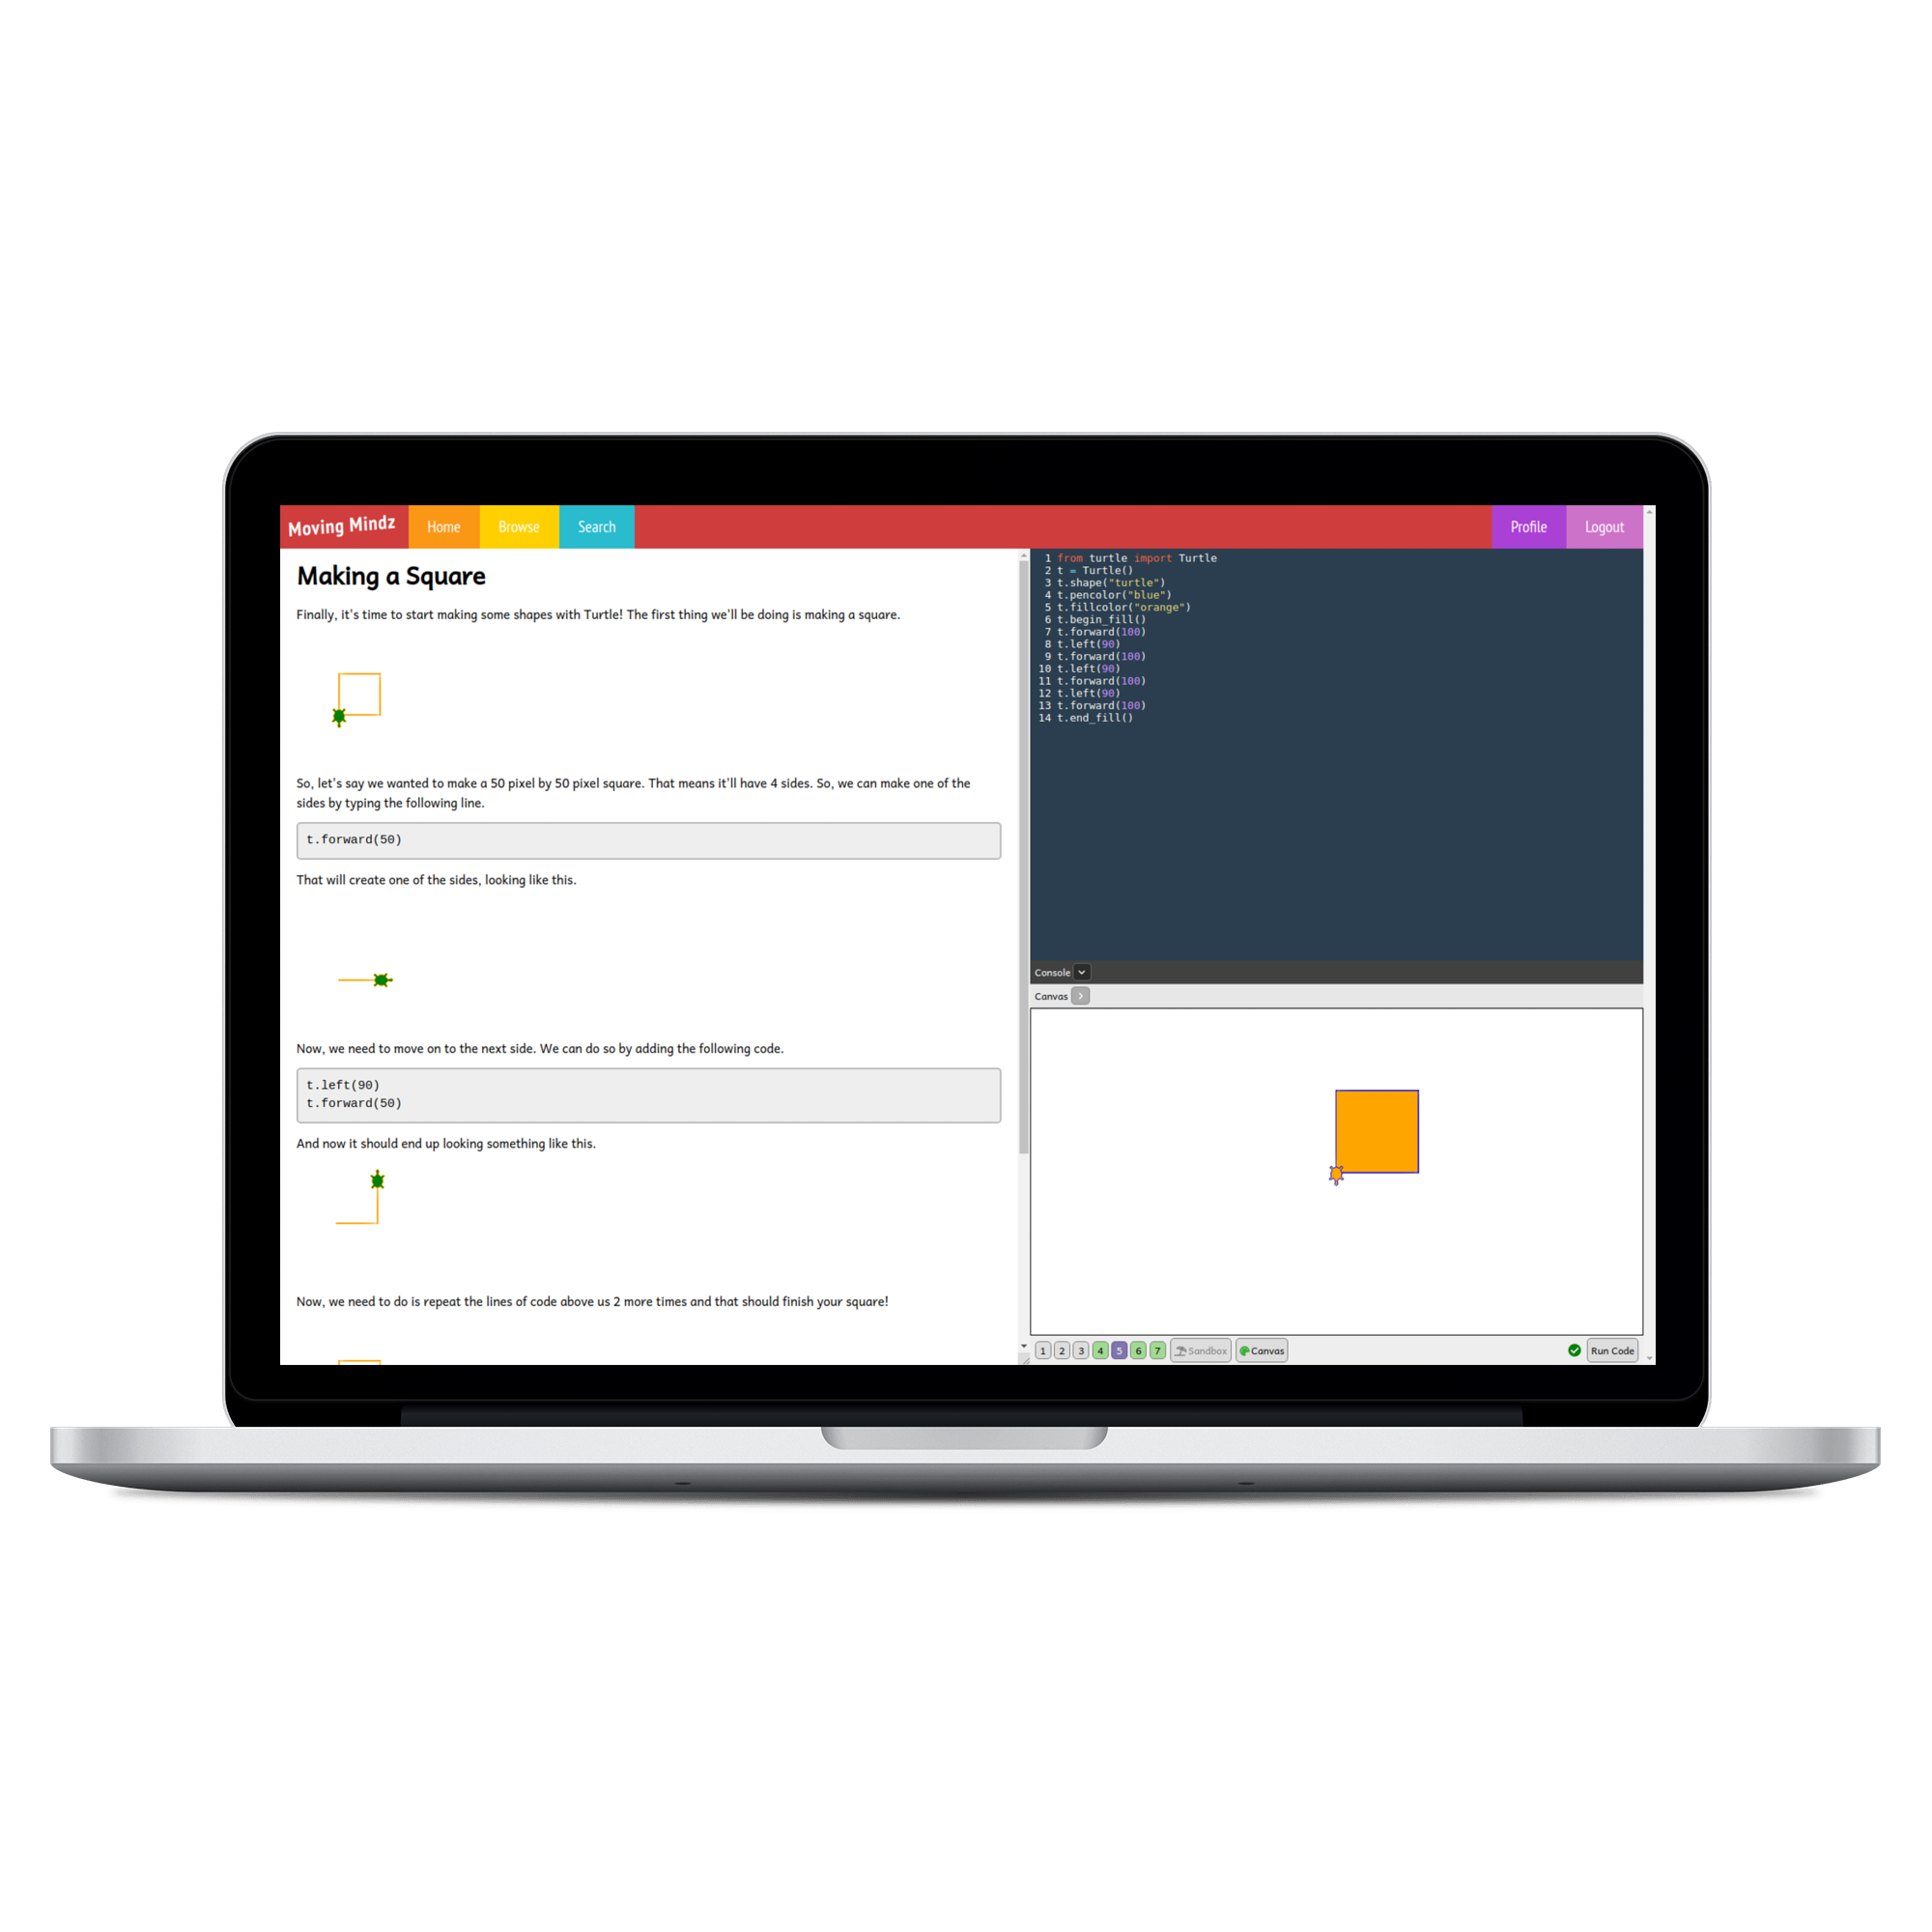 Moving Mindz Home Browse Search Profile Logout
Making a Square
Finally, it's time to start making some shapes with Turtle! The first thing we'll be doing is making a square.
So, let's say we wanted to make a 50 pixel by 50 pixel square. That means it'll have 4 sides. So, we can make one of the
sides by typing the following line.
t.forward(50)
That will create one of the sides, looking like this.
Now, we need to move on to the next side. We can do so by adding the following code.
t.left(90)
t.forward(50)
And now it should end up looking something like this.
Now, we need to do is repeat the lines of code above us 2 more times and that should finish your square!
1 from turtle import Turtle
2 t = Turtle()
3 t.shape("turtle")
4 t.pencolor("blue")
5 t.fillcolor("orange")
6 t.begin_fill()
7 t.forward(100)
8 t.left(90)
9 t.forward(100)
10 t.left(90)
11 t.forward(100)
12 t.left(90)
13 t.forward(100)
14 t.end_fill()
Console
Canvas
1 2 3 4 5 6 7 Sandbox Canvas Run Code